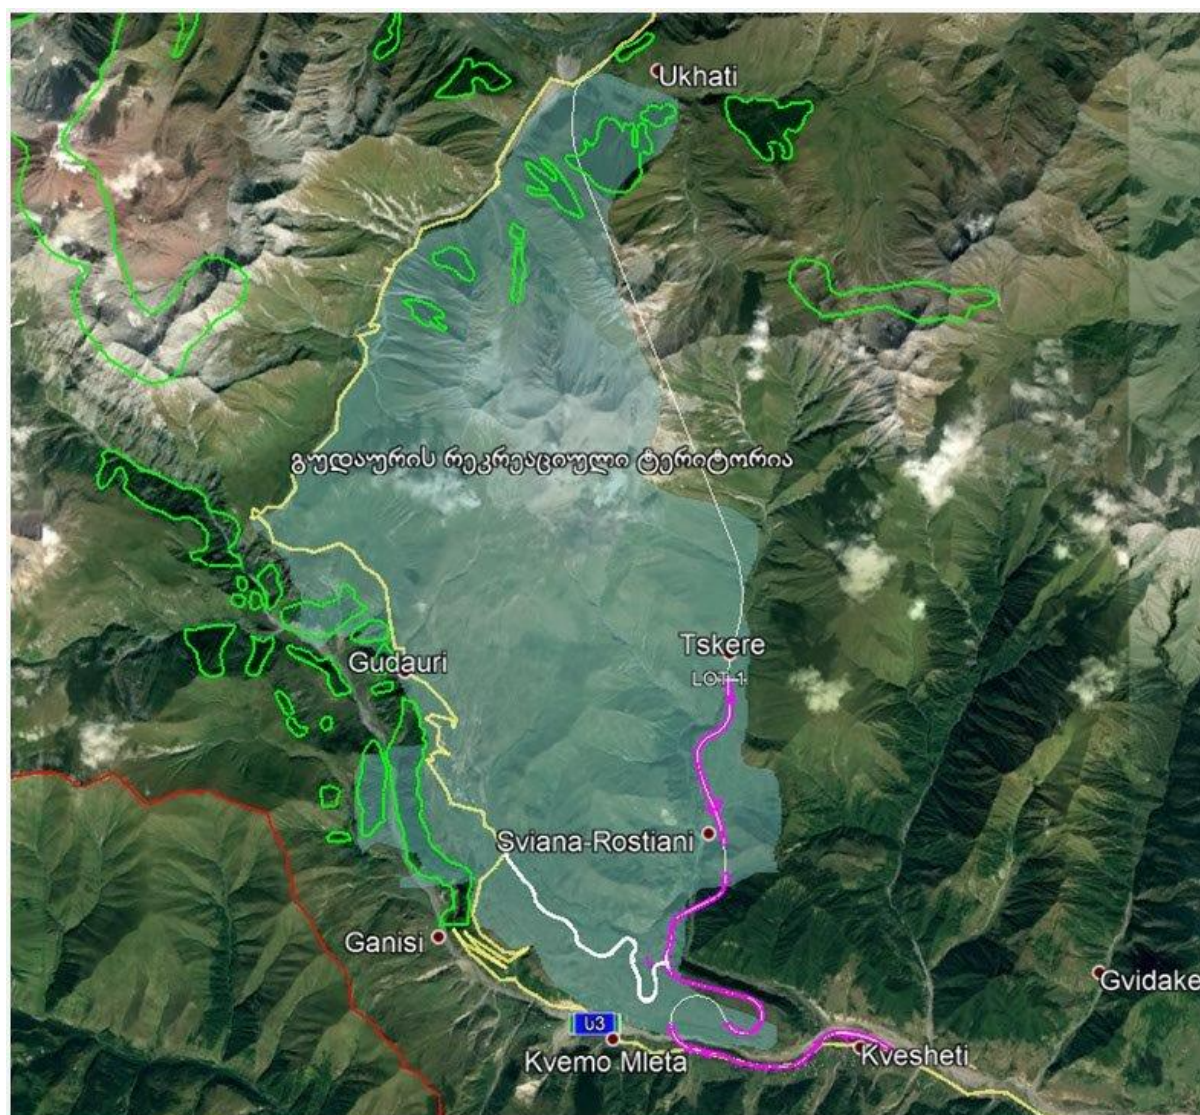 Ukhati
გუდაურის რეკრეაციული ტერიტორია
Tskere
LOT 1
Gudauri
Sviana-Rostiani
Ganisi
Gvidake
ს3
Kvemo Mleta
Kvesheti